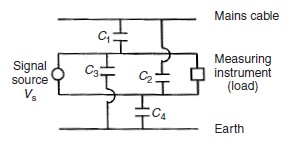 Mains cable
C1
Signal
source
Vs
C3
C2
Measuring
instrument
(load)
C4
Earth